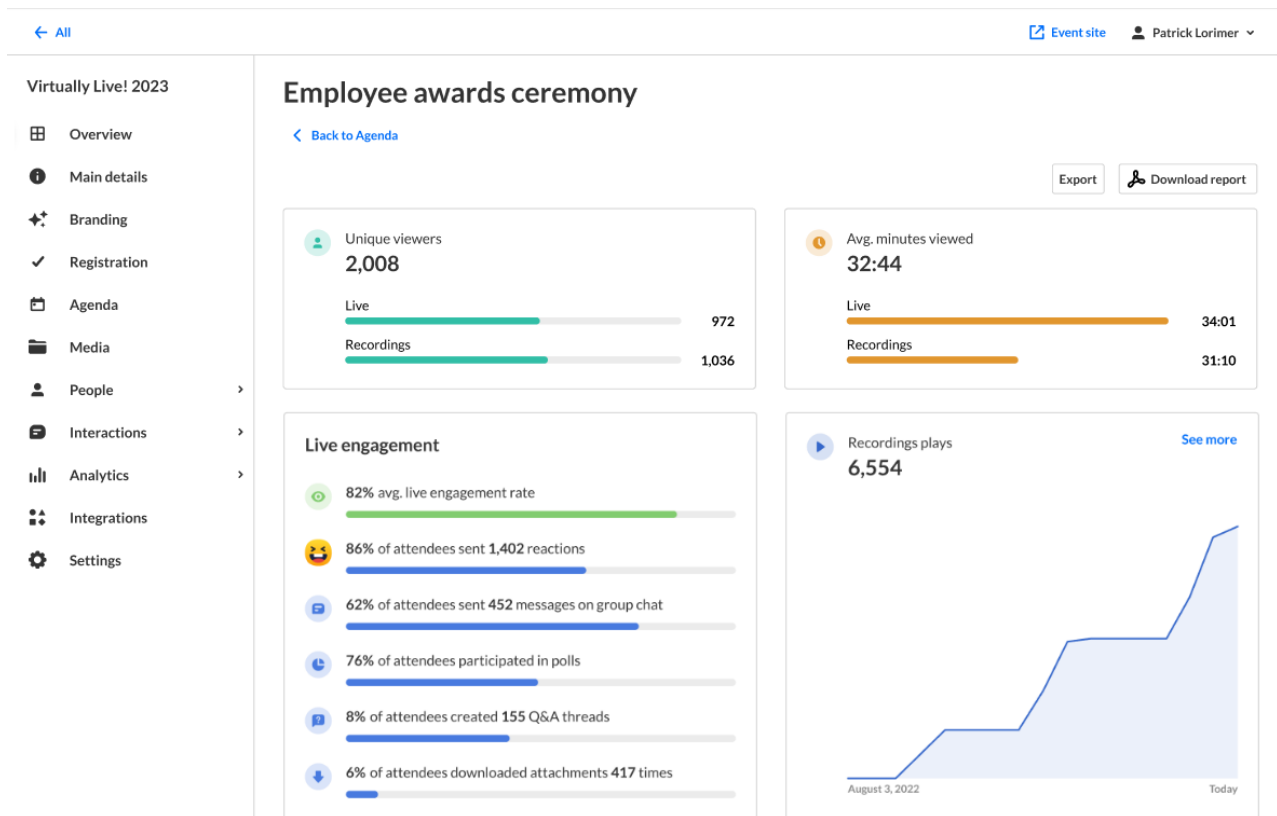 All
Event site
Patrick Lorimer
Virtually Live! 2023
Overview
Main details
Branding
Registration
Agenda
Media
People
Interactions
Analytics
Integrations
Settings
Employee awards ceremony
Back to Agenda
Export
Download report
Unique viewers
2,008
Live
972
Recordings
1,036
Avg. minutes viewed
32:44
Live
34:01
Recordings
31:10
Live engagement
82% avg. live engagement rate
86% of attendees sent 1,402 reactions
62% of attendees sent 452 messages on group chat
76% of attendees participated in polls
8% of attendees created 155 Q&A threads
6% of attendees downloaded attachments 417 times
Recordings plays
See more
6,554
August 3, 2022
Today